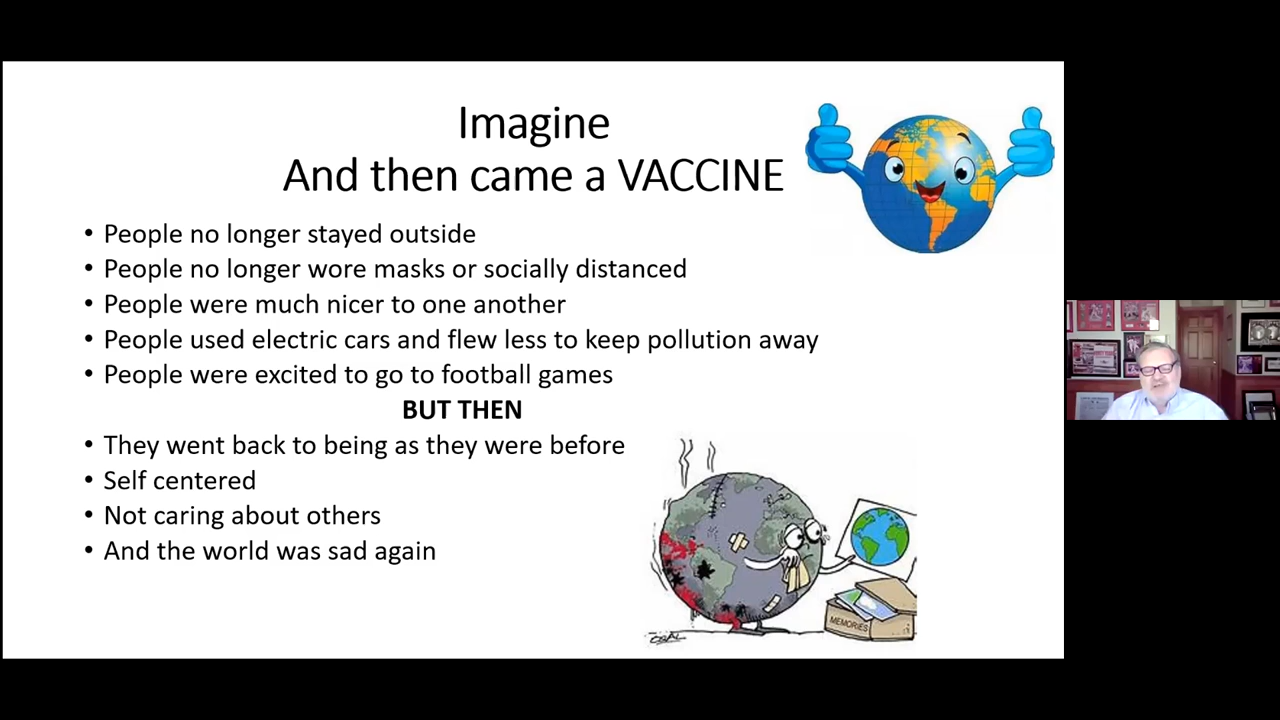 Imagine
And then came a VACCINE
• People no longer stayed outside
• People no longer wore masks or socially distanced
• People were much nicer to one another
• People used electric cars and flew less to keep pollution away
• People were excited to go to football games
BUT THEN
• They went back to being as they were before
• Self centered
• Not caring about others
• And the world was sad again
MEMORIES